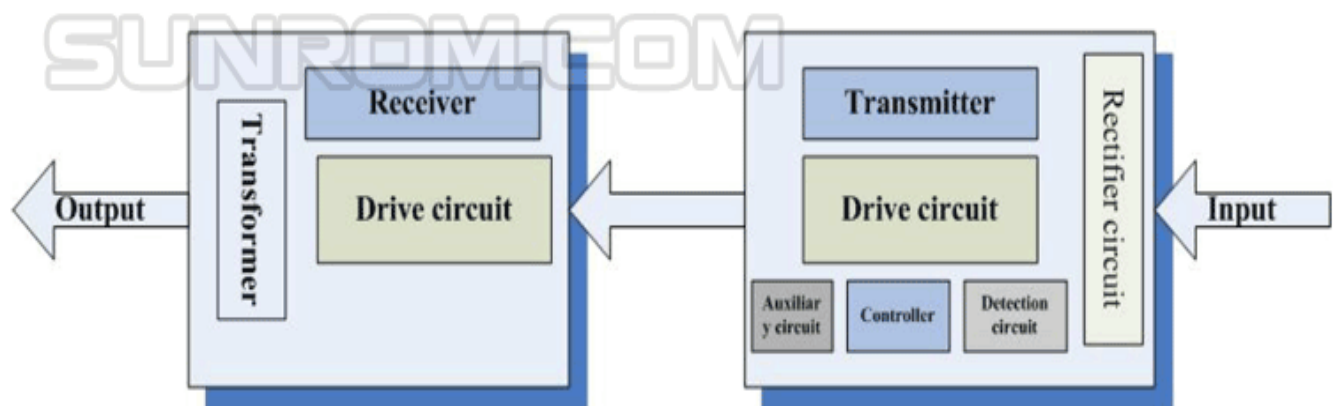 SUNROM.COM
Receiver
Transformer
Drive circuit
Output
Transmitter
Drive circuit
Rectifier circuit
Auxiliar
y circuit
Controller
Detection
circuit
Input